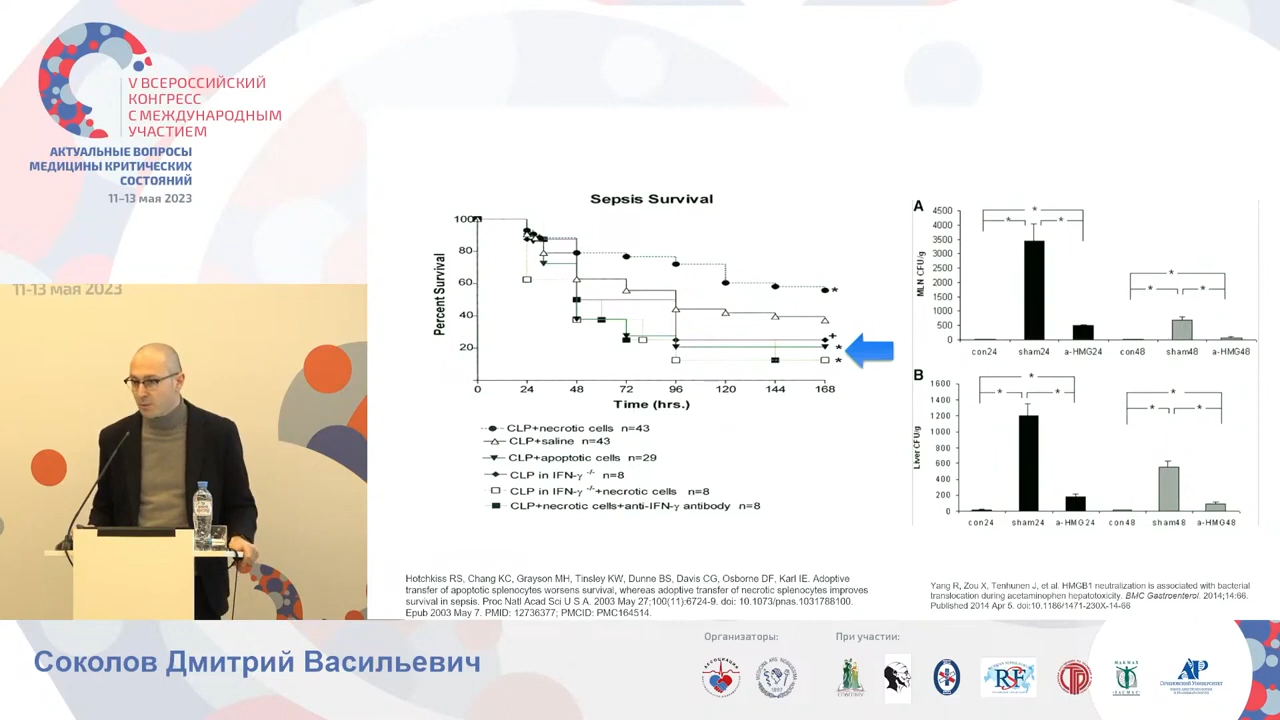 V ВСЕРОССИЙСКИЙ
КОНГРЕСС
С МЕЖДУНАРОДНЫМ
УЧАСТИЕМ
АКТУАЛЬНЫЕ ВОПРОСЫ
МЕДИЦИНЫ КРИТИЧЕСКИХ
СОСТОЯНИЙ
11–13 мая 2023
11-13 мая 2023
Sepsis Survival
Percent Survival
100
80
60
40
20
0 24 48 72 96 120 144 168
Time (hrs.)
*
+
*
*
CLP+necrotic cells n=43
CLP+saline n=43
CLP+apoptotic cells n=29
CLP in IFN-γ -/- n=8
CLP in IFN-γ -/-+necrotic cells n=8
CLP+necrotic cells+anti-IFN-γ antibody n=8
A
MLN CFU/g
4500
4000
3500
3000
2500
2000
1500
1000
500
0
* * *
* * *
con24 sham24 a-HMG24 con48 sham48 a-HMG48
B
Liver CFU/g
1600
1400
1200
1000
800
600
400
200
0
* * *
* * *
con24 sham24 a-HMG24 con48 sham48 a-HMG48
Hotchkiss RS, Chang KC, Grayson MH, Tinsley KW, Dunne BS, Davis CG, Osborne DF, Karl IE. Adoptive
transfer of apoptotic splenocytes worsens survival, whereas adoptive transfer of necrotic splenocytes improves
survival in sepsis. Proc Natl Acad Sci U S A. 2003 May 27;100(11):6724-9. doi: 10.1073/pnas.1031788100.
Epub 2003 May 7. PMID: 12736377; PMCID: PMC164514.
Yang R, Zou X, Tenhunen J, et al. HMGB1 neutralization is associated with bacterial
translocation during acetaminophen hepatotoxicity. BMC Gastroenterol. 2014;14:66.
Published 2014 Apr 5. doi:10.1186/1471-230X-14-66
Соколов Дмитрий Васильевич
Организаторы:
При участии:
АССОЦИАЦИЯ
RSF
МАКМАХ
IACMAC
Сеченовский Университет